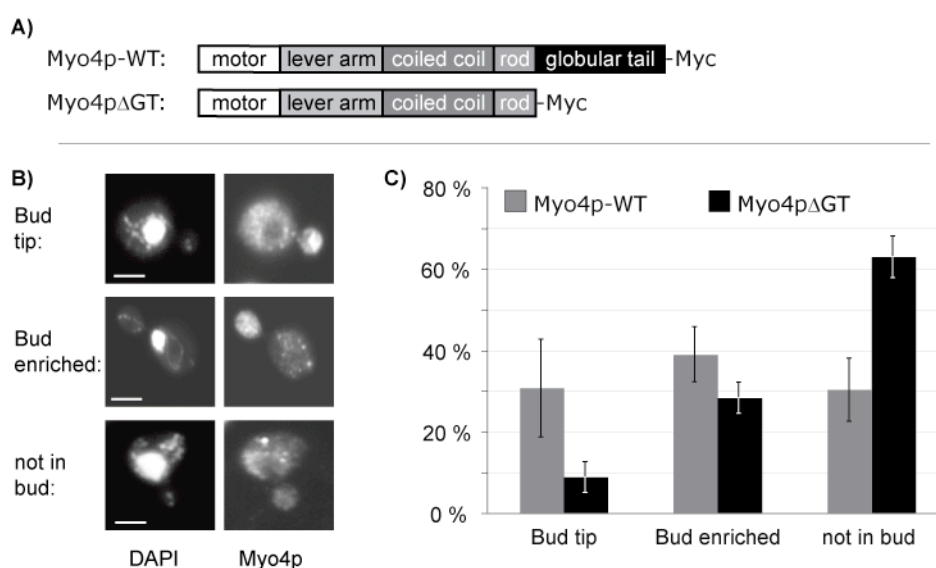 A)
Myo4p-WT: motor lever arm coiled coil rod globular tail -Myc
Myo4pΔGT: motor lever arm coiled coil rod -Myc
B)
Bud tip:
Bud enriched:
not in bud:
DAPI Myo4p
C)
80 %
60 %
40 %
20 %
0 %
Myo4p-WT Myo4pΔGT
Bud tip Bud enriched not in bud